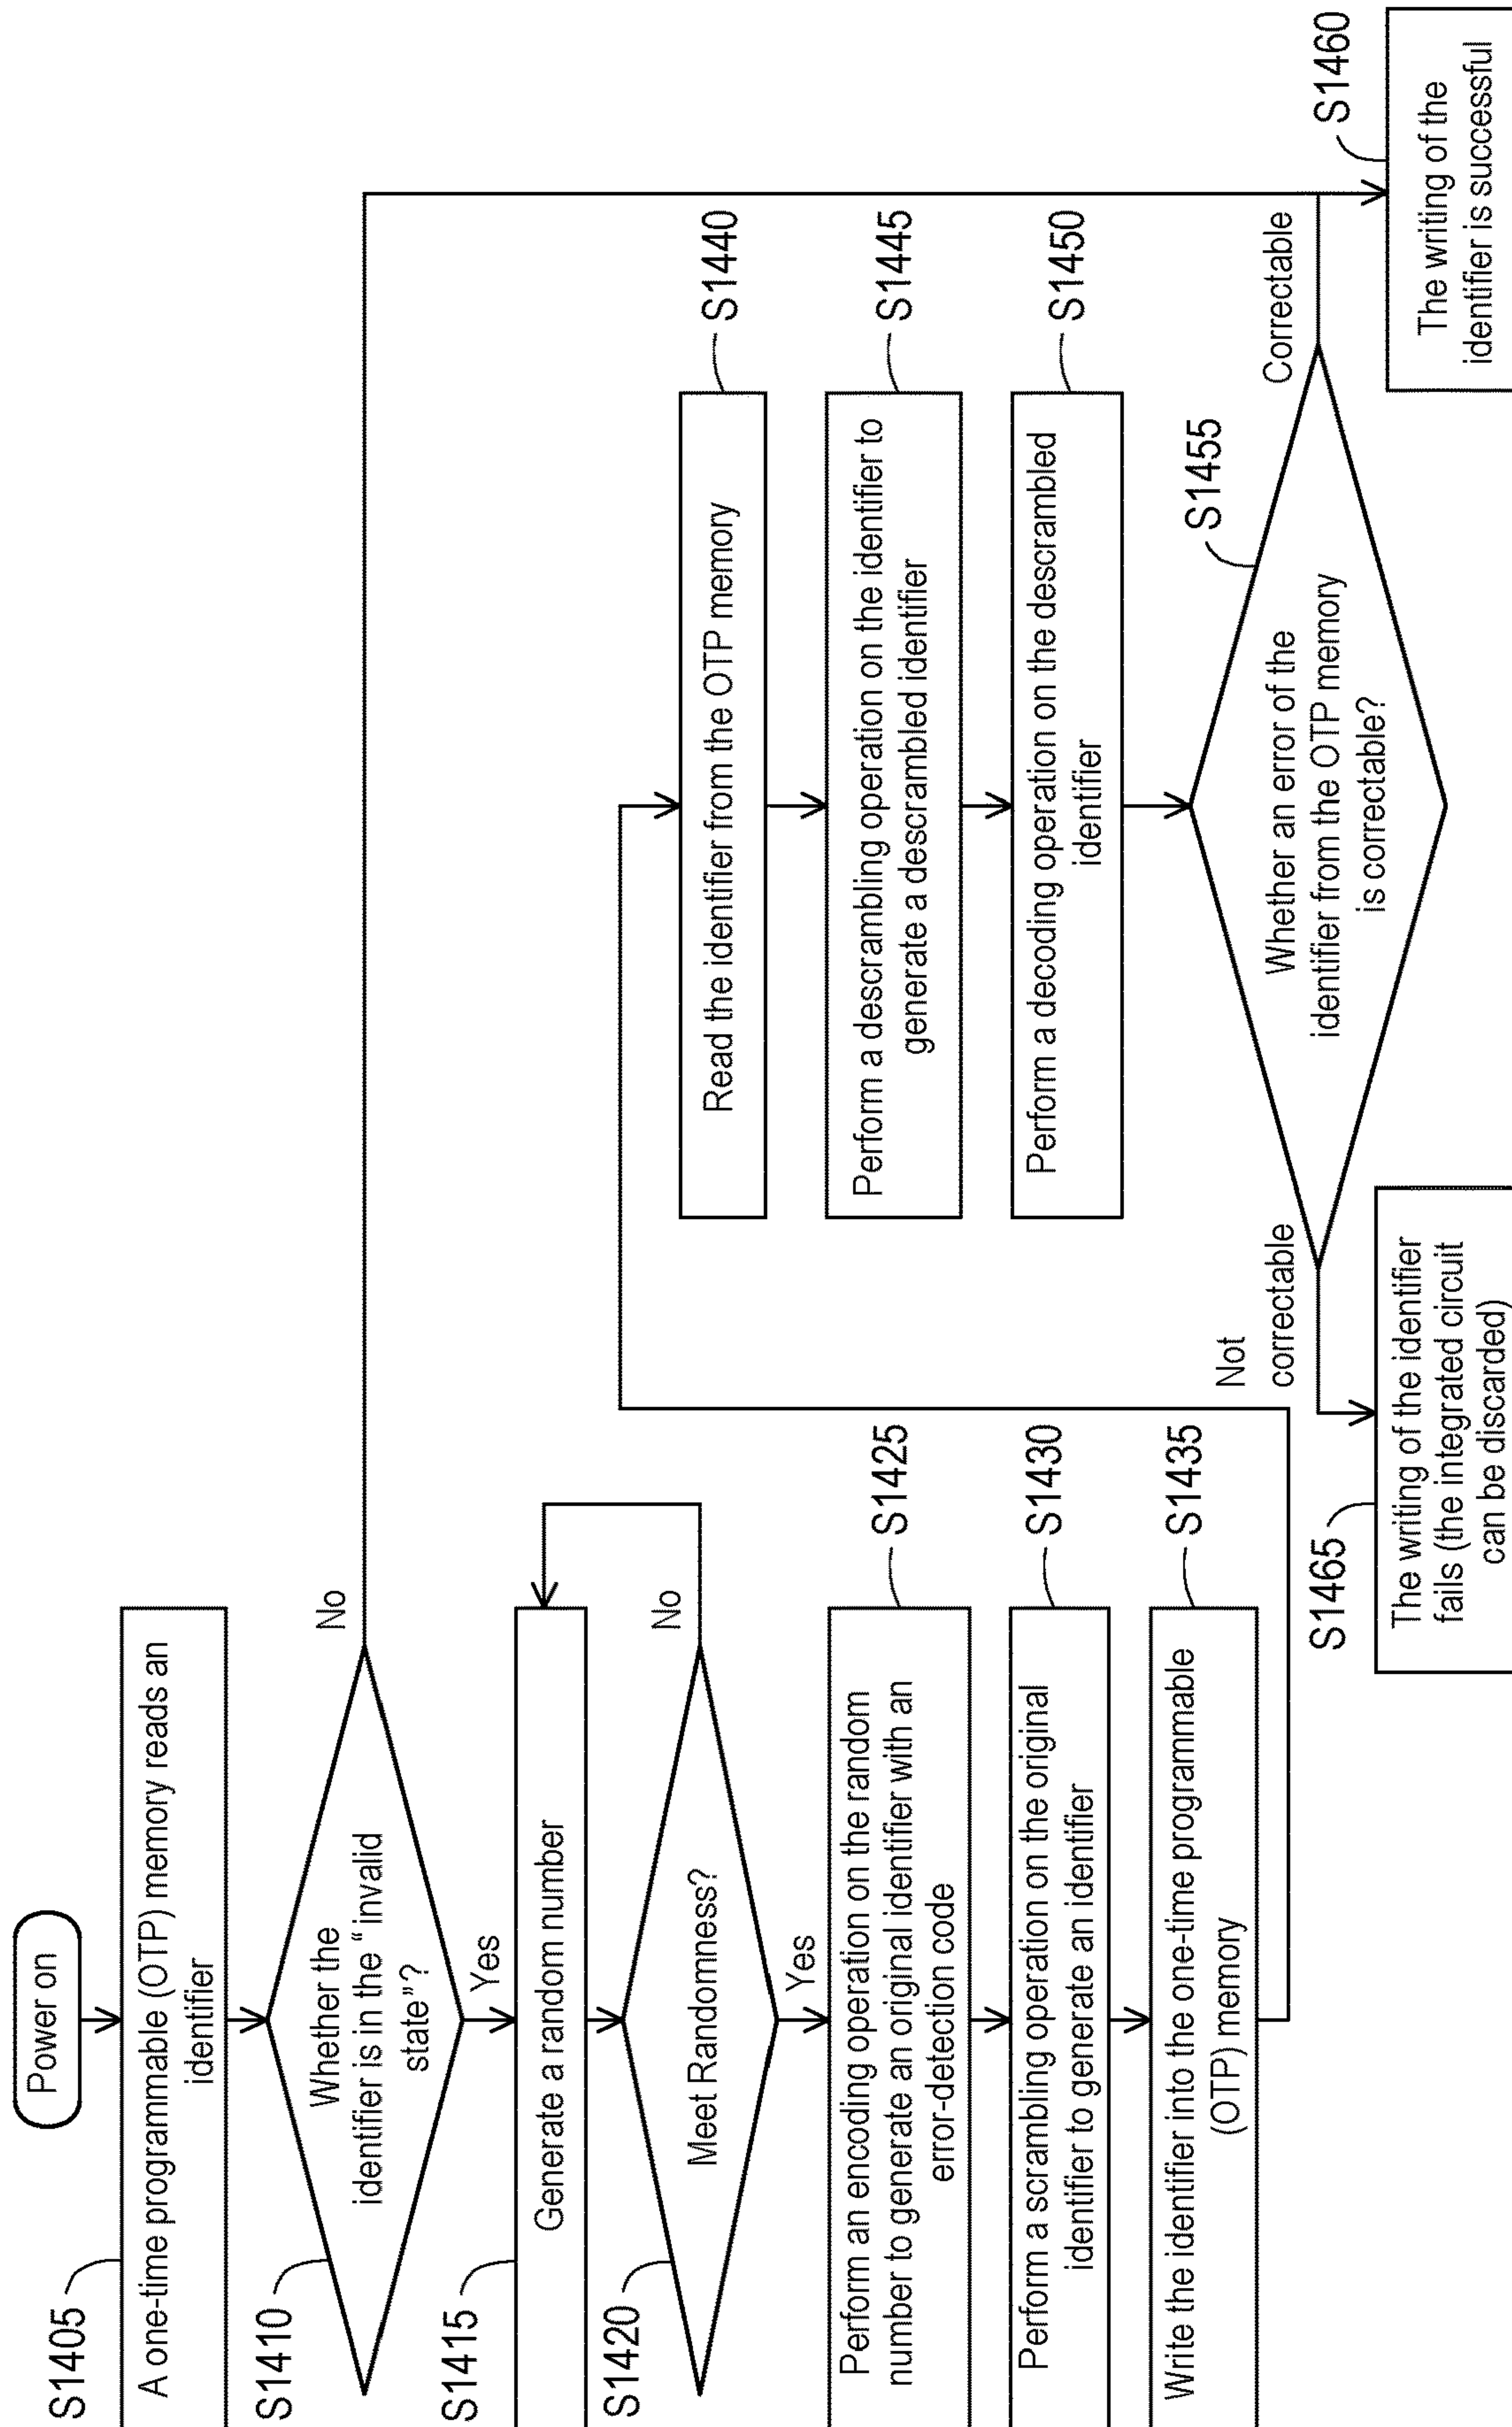 Power on
S1405
A one-time programmable (OTP) memory reads an
identifier
S1410
Whether the
identifier is in the “invalid
state”?
No
Yes
S1415
Generate a random number
S1420
Meet Randomness?
No
Yes
Perform an encoding operation on the random
number to generate an original identifier with an
error-detection code
S1425
Perform a scrambling operation on the original
identifier to generate an identifier
S1430
Write the identifier into the one-time programmable
(OTP) memory
S1435
Read the identifier from the OTP memory
S1440
Perform a descrambling operation on the identifier to
generate a descrambled identifier
S1445
Perform a decoding operation on the descrambled
identifier
S1450
S1455
Whether an error of the
identifier from the OTP memory
is correctable?
Not
correctable
Correctable
S1465
The writing of the identifier
fails (the integrated circuit
can be discarded)
S1460
The writing of the
identifier is successful